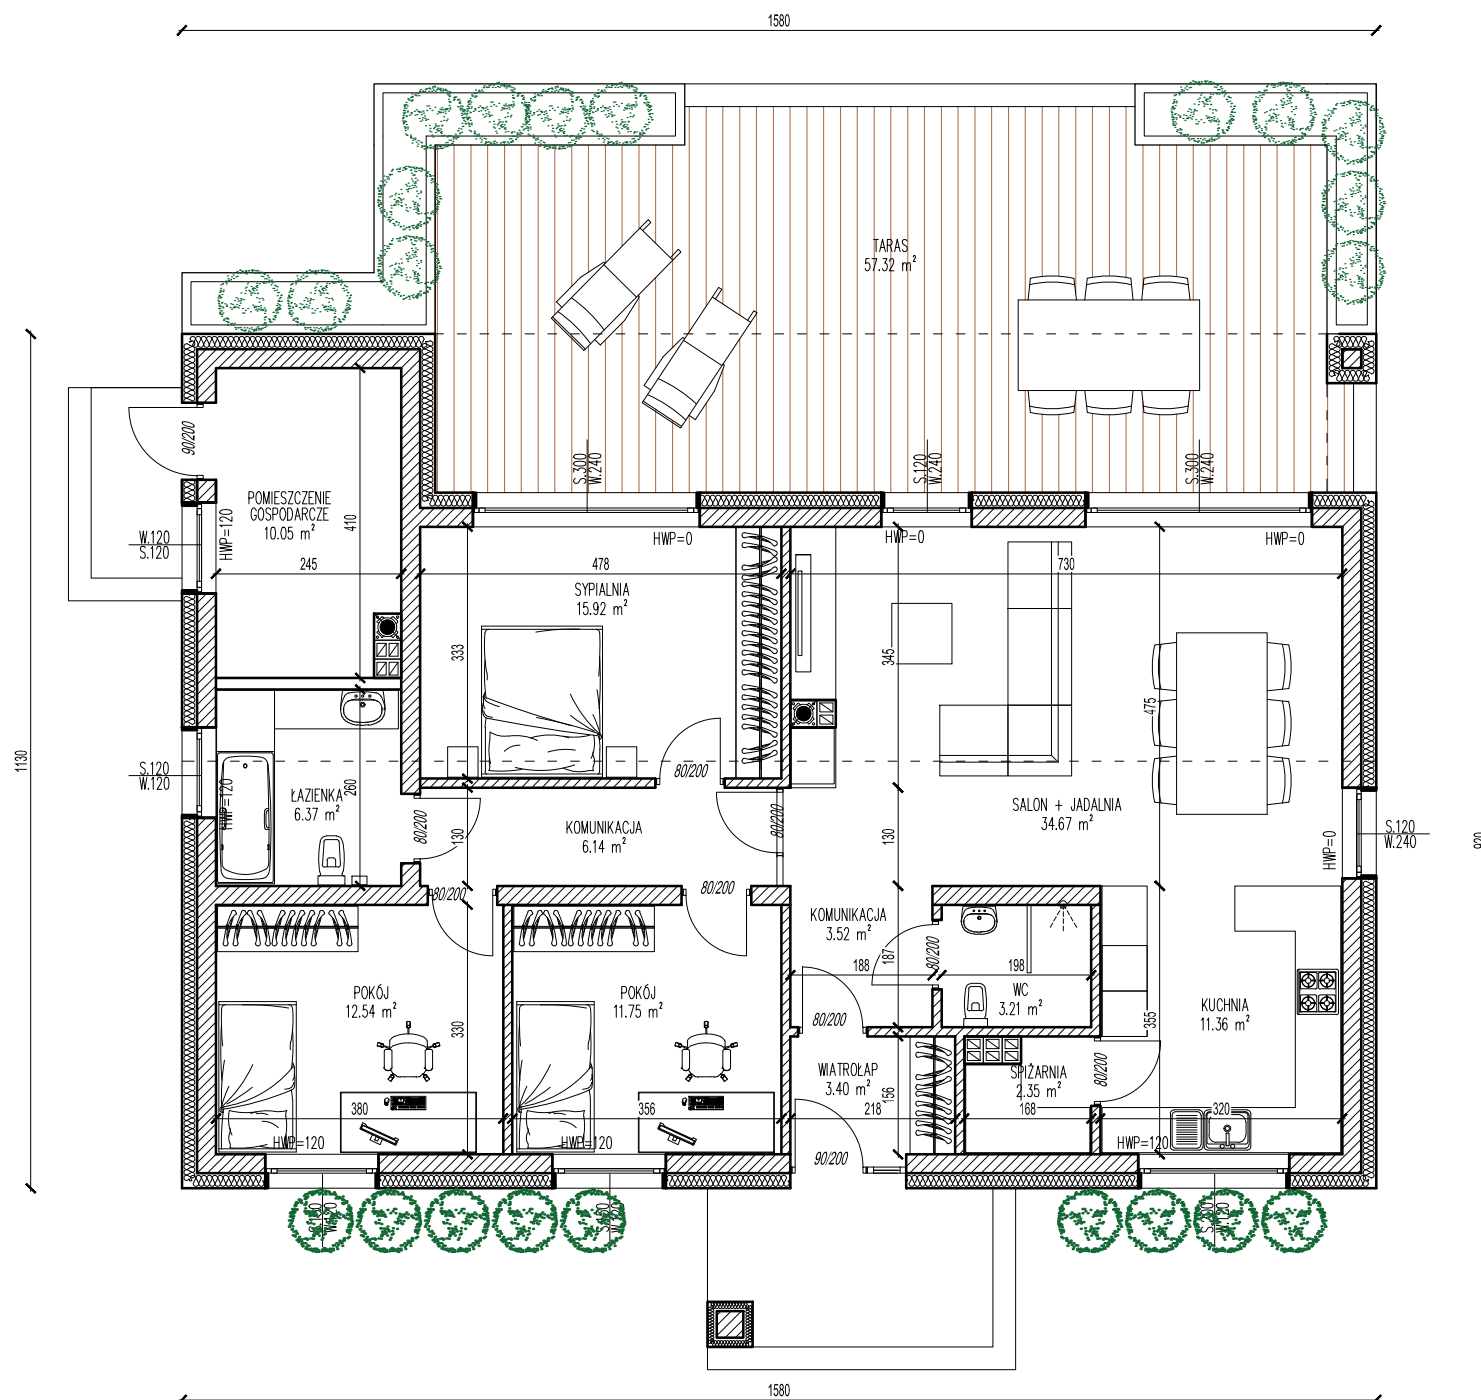 1580
TARAS
57.32 m²
S.300
W.240
S.120
W.240
S.300
W.240
90/200
POMIESZCZENIE
GOSPODARCZE
10.05 m²
410
HWP=120
W.120
S.120
245
HWP=0
HWP=0
HWP=0
478
730
SYPIALNIA
15.92 m²
333
345
475
1130
80/200
S.120
W.120
HWP=120
260
ŁAZIENKA
6.37 m²
80/200
130
KOMUNIKACJA
6.14 m²
80/200
130
SALON + JADALNIA
34.67 m²
HWP=0
S.120
W.240
920
80/200
80/200
KOMUNIKACJA
3.52 m²
187
188
80/200
198
WC
3.21 m²
POKÓJ
12.54 m²
330
POKÓJ
11.75 m²
80/200
KUCHNIA
11.36 m²
355
WIATROŁAP
3.40 m²
156
SPIŻARNIA
2.35 m²
80/200
380
356
218
168
320
HWP=120
HWP=120
HWP=120
90/200
W.120
W.120
1580